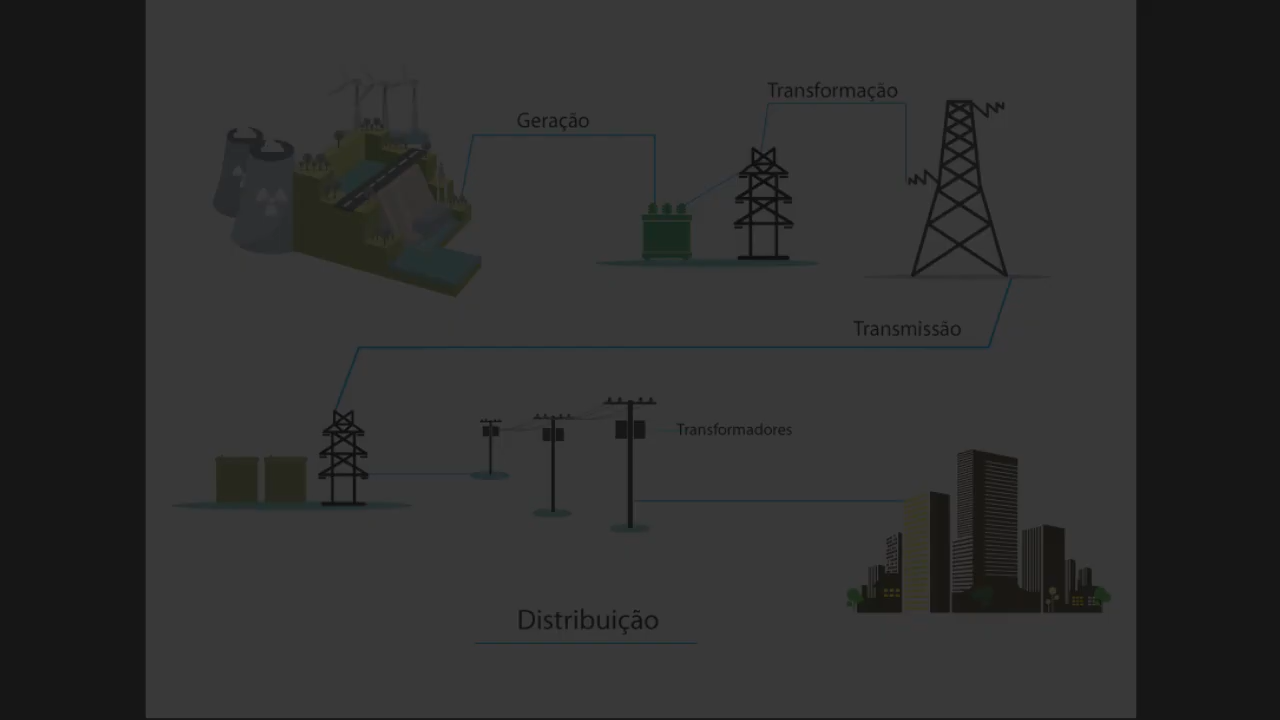 Transformação
Geração
Transmissão
Transformadores
Distribuição